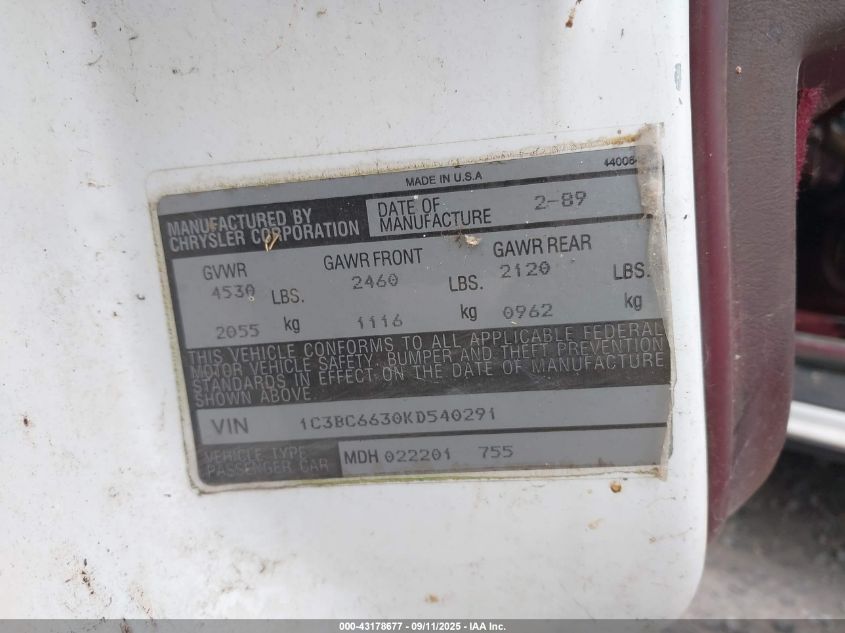 MADE IN U.S.A
MANUFACTURED BY
CHRYSLER CORPORATION
DATE OF
MANUFACTURE
2-89
GVWR GAWR FRONT GAWR REAR
4530 LBS. 2460 LBS. 2120 LBS.
2055 kg 1116 kg 0962 kg
THIS VEHICLE CONFORMS TO ALL APPLICABLE FEDERAL
MOTOR VEHICLE SAFETY, BUMPER AND THEFT PREVENTION
STANDARDS IN EFFECT ON THE DATE OF MANUFACTURE
SHOWN ABOVE
VIN 1C3BC6630KD540291
VEHICLE TYPE
PASSENGER CAR
MDH 022201 755
000-43178677 - 09/11/2025 - IAA Inc.